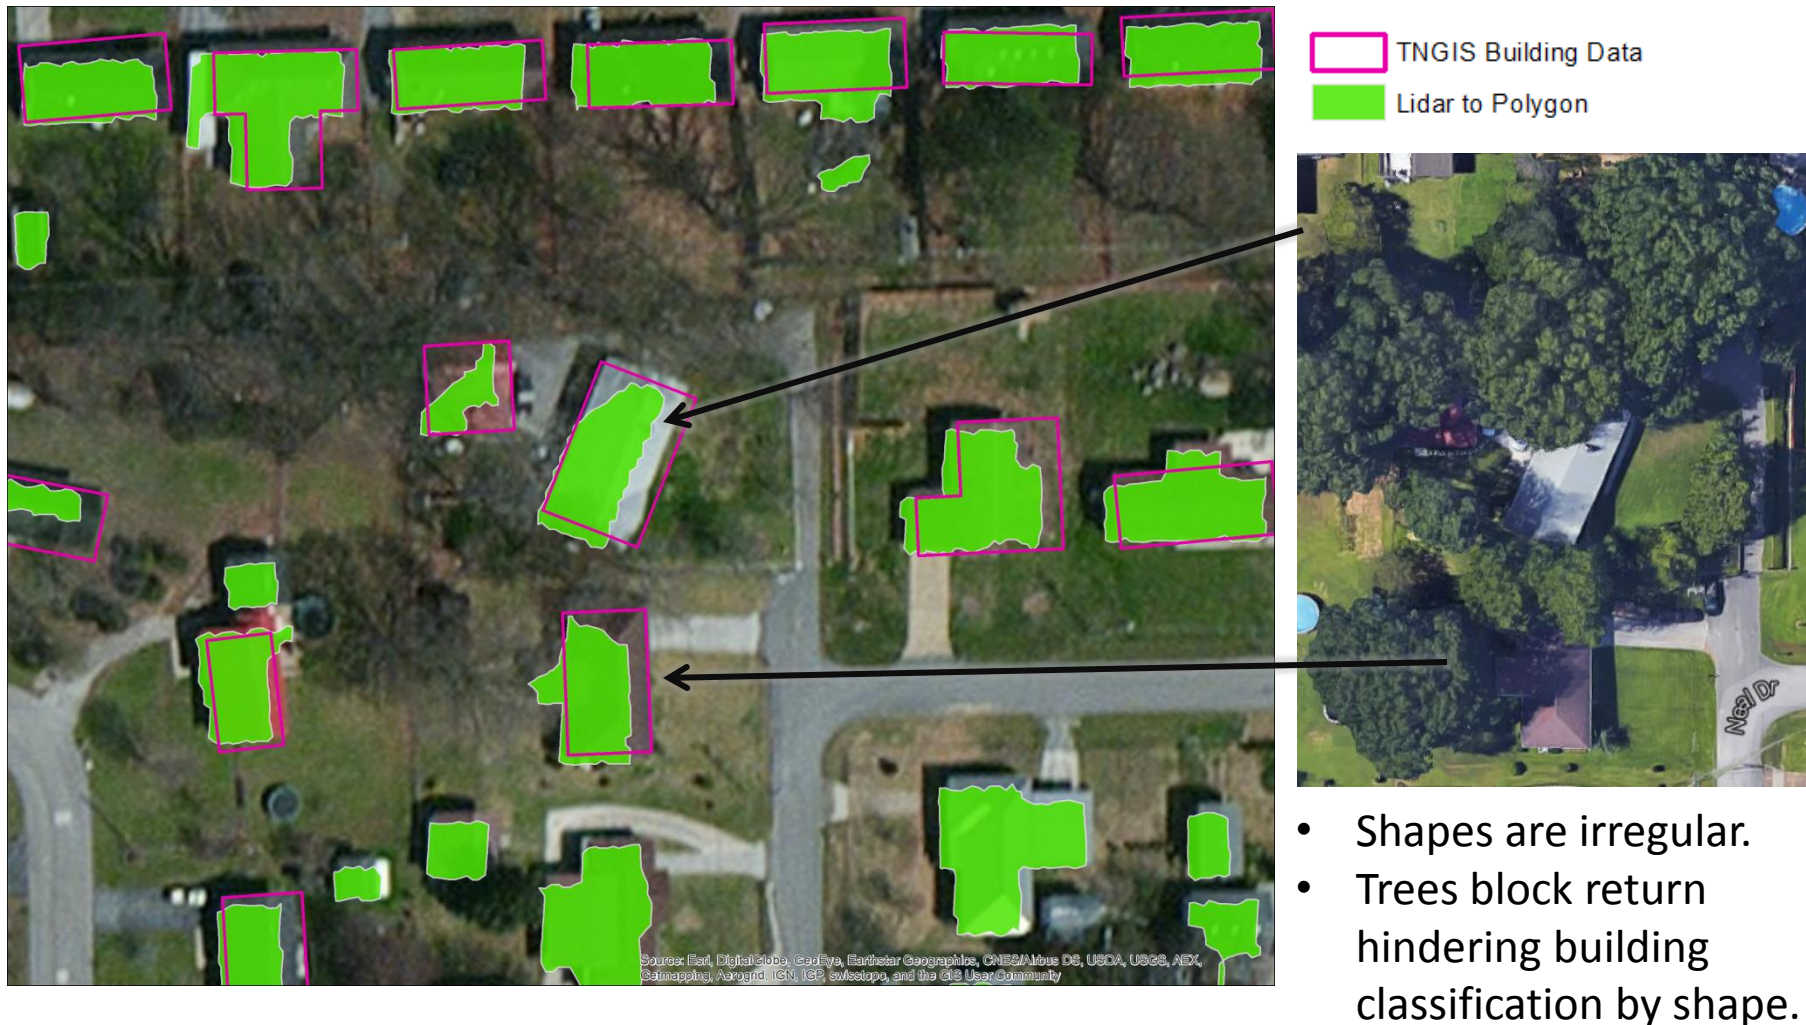 TNGIS Building Data
Lidar to Polygon
Neal Dr
• Shapes are irregular.
• Trees block return
hindering building
classification by shape.
Source: Esri, DigitalGlobe, GeoEye, Earthstar Geographics, CNES/Airbus DS, USDA, USGS, AEX,
Getmapping, Aerogrid, IGN, IGP, swisstopo, and the GIS User Community